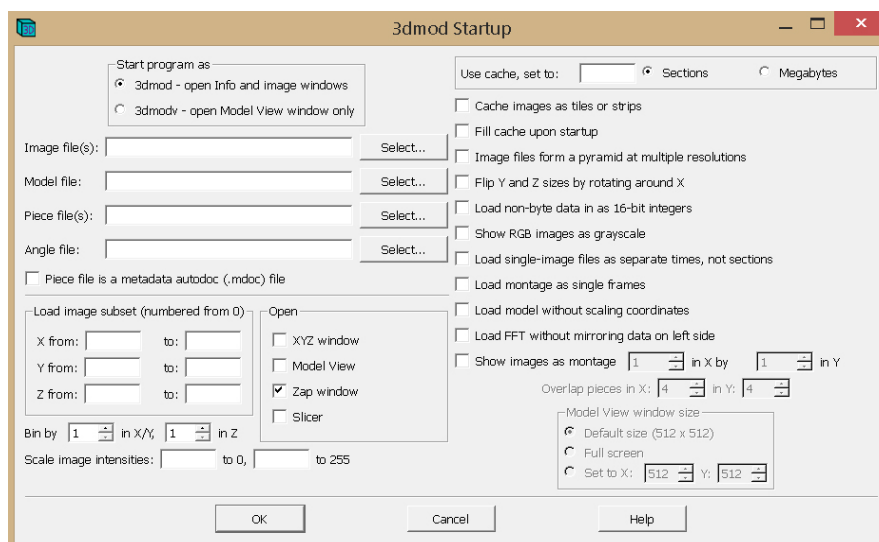 3dmod Startup
Start program as
3dmod - open Info and image windows
3dmodv - open Model View window only
Image file(s): Select...
Model file: Select...
Piece file(s): Select...
Angle file: Select...
Piece file is a metadata autodoc (.mdoc) file
Load image subset (numbered from 0)
X from: to:
Y from: to:
Z from: to:
Open
XYZ window
Model View
Zap window
Slicer
Bin by 1 in X/Y, 1 in Z
Scale image intensities: to 0, to 255
Use cache, set to: Sections Megabytes
Cache images as tiles or strips
Fill cache upon startup
Image files form a pyramid at multiple resolutions
Flip Y and Z sizes by rotating around X
Load non-byte data in as 16-bit integers
Show RGB images as grayscale
Load single-image files as separate times, not sections
Load montage as single frames
Load model without scaling coordinates
Load FFT without mirroring data on left side
Show images as montage 1 in X by 1 in Y
Overlap pieces in X: 4 in Y: 4
Model View window size
Default size (512 x 512)
Full screen
Set to X: 512 Y: 512
OK Cancel Help